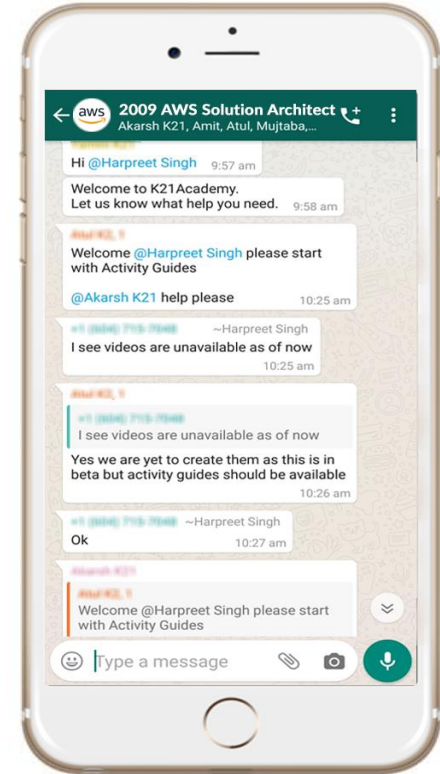 aws
2009 AWS Solution Architect
Akarsh K21, Amit, Atul, Mujtaba,...
Hi @Harpreet Singh 9:57 am
Welcome to K21Academy.
Let us know what help you need. 9:58 am
Welcome @Harpreet Singh please start
with Activity Guides
@Akarsh K21 help please 10:25 am
~Harpreet Singh
I see videos are unavailable as of now
10:25 am
I see videos are unavailable as of now
Yes we are yet to create them as this is in
beta but activity guides should be available
10:26 am
~Harpreet Singh
Ok 10:27 am
Welcome @Harpreet Singh please start
with Activity Guides
Type a message